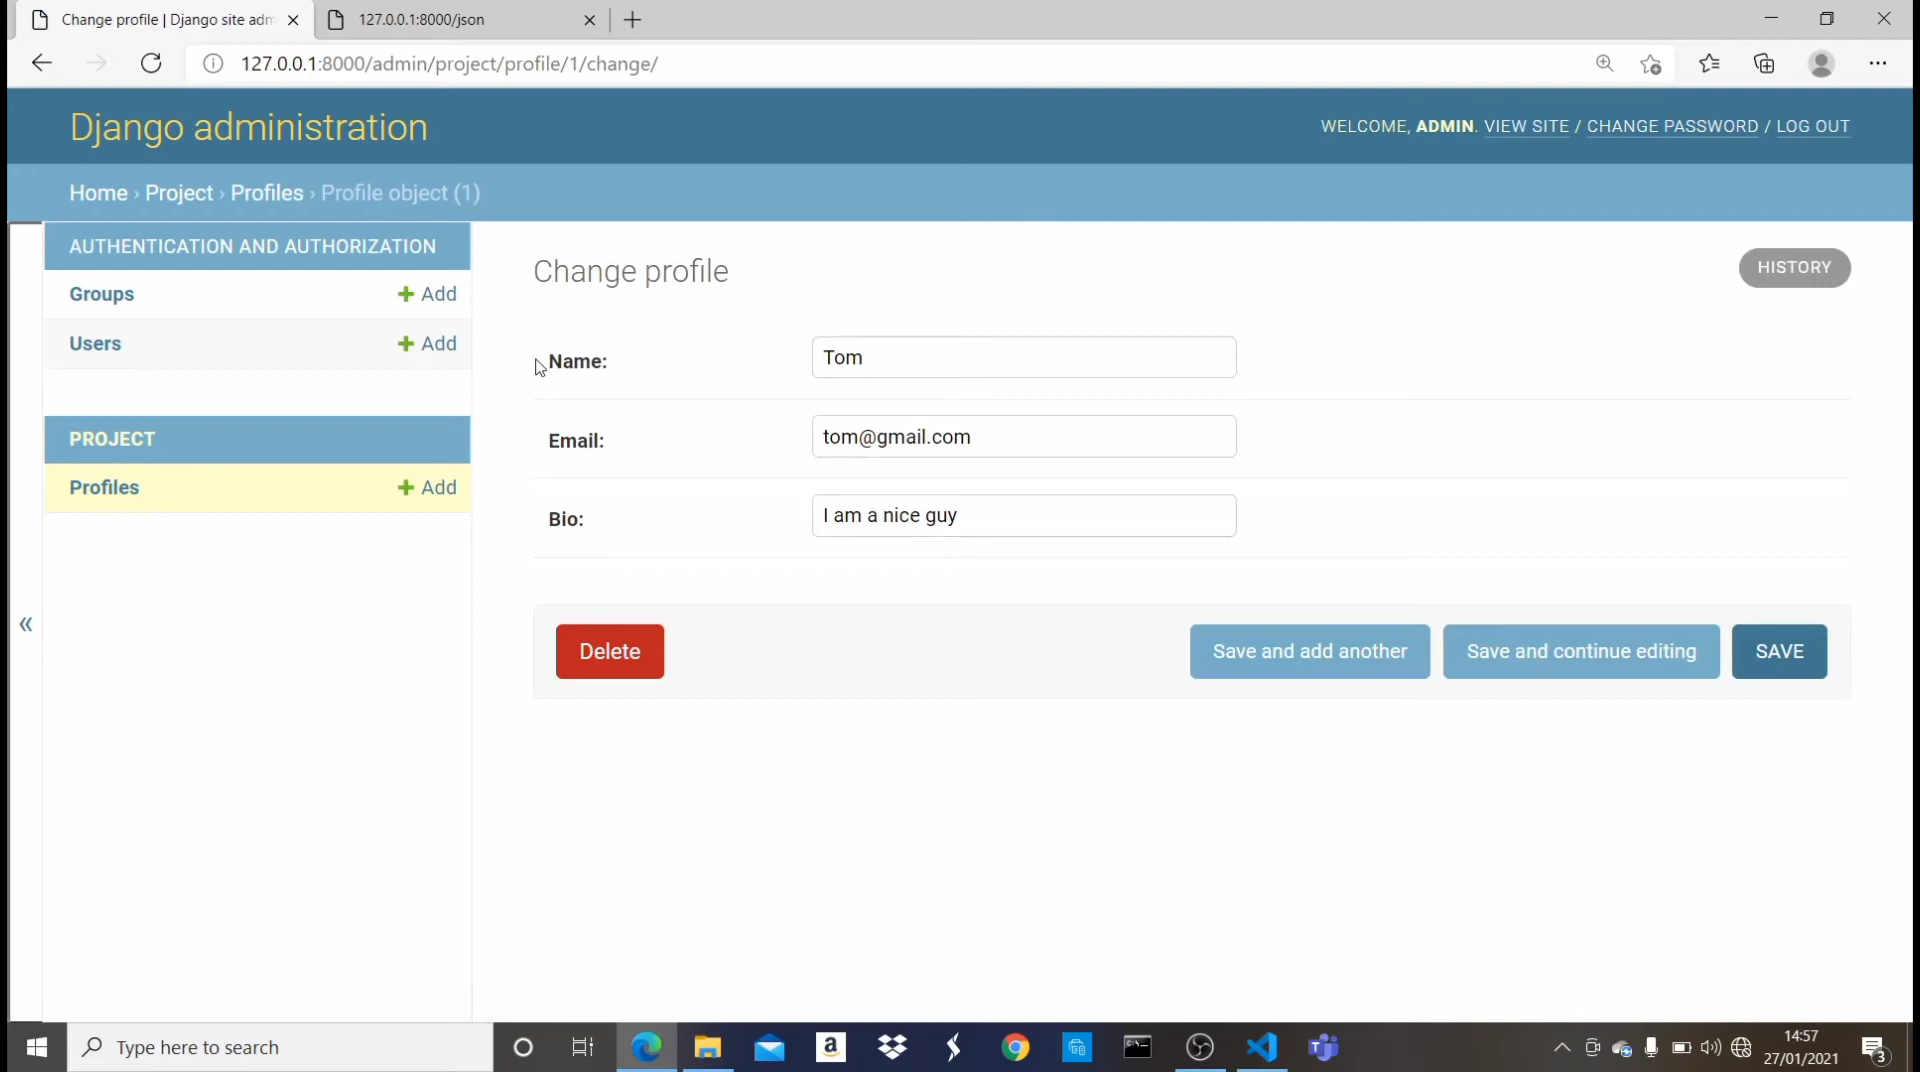 Change profile | Django site adm
127.0.0.1:8000/json
127.0.0.1:8000/admin/project/profile/1/change/
Django administration
WELCOME, ADMIN. VIEW SITE / CHANGE PASSWORD / LOG OUT
Home › Project › Profiles › Profile object (1)
AUTHENTICATION AND AUTHORIZATION
Groups + Add
Users + Add
PROJECT
Profiles + Add
«
Change profile
HISTORY
Name: Tom
Email: tom@gmail.com
Bio: I am a nice guy
Delete
Save and add another
Save and continue editing
SAVE
Type here to search
14:57
27/01/2021
3